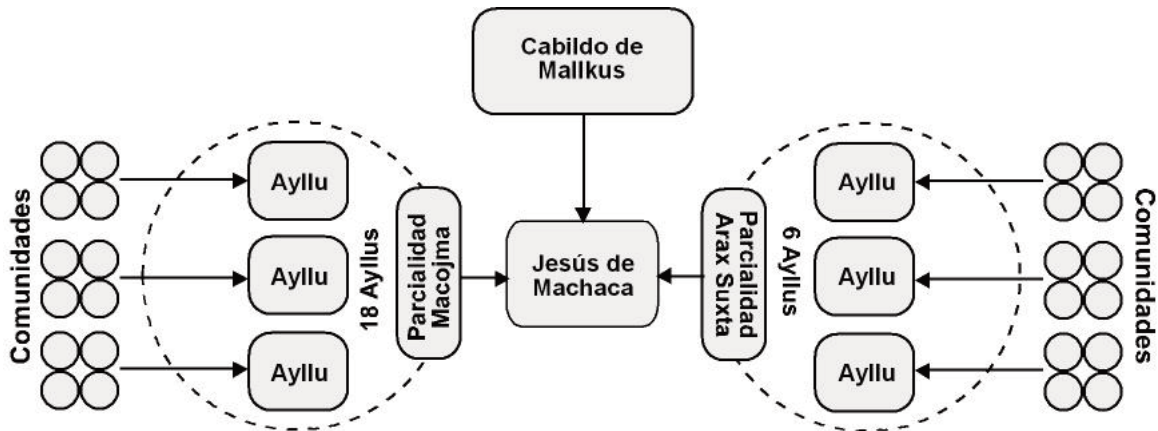 Cabildo de
Mallkus
Comunidades
Ayllu
Ayllu
Ayllu
18 Ayllus
Parcialidad
Macojma
Jesús de
Machaca
Parcialidad
Arax Suxta
6 Ayllus
Ayllu
Ayllu
Ayllu
Comunidades